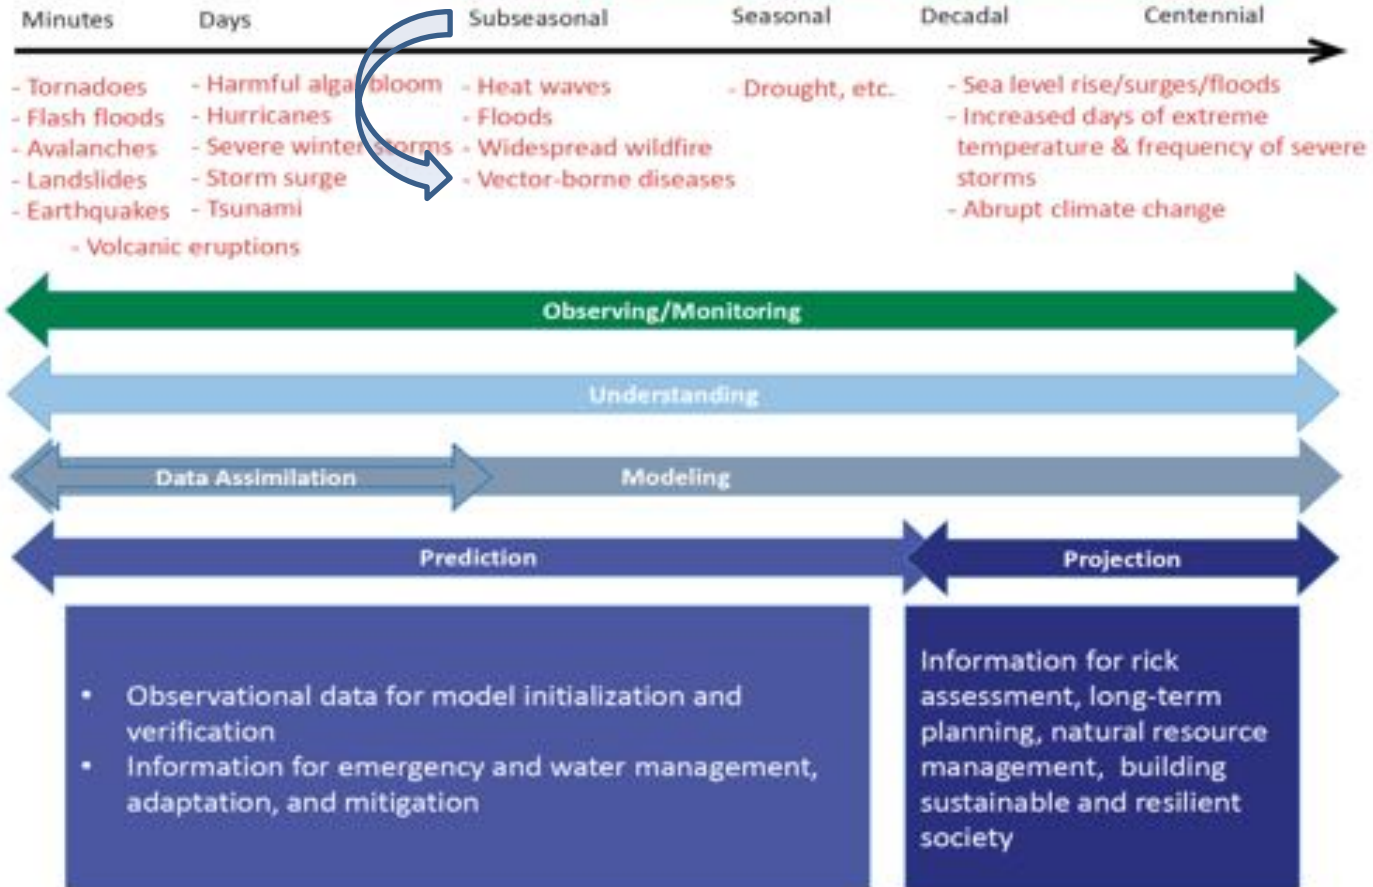 Minutes Days Subseasonal Seasonal Decadal Centennial
- Tornadoes
- Flash floods
- Avalanches
- Landslides
- Earthquakes
- Volcanic eruptions
- Harmful algal bloom
- Hurricanes
- Severe winter storms
- Storm surge
- Tsunami
- Heat waves
- Floods
- Widespread wildfire
- Vector-borne diseases
- Drought, etc.
- Sea level rise/surges/floods
- Increased days of extreme
temperature & frequency of severe
storms
- Abrupt climate change
Observing/Monitoring
Understanding
Data Assimilation
Modeling
Prediction
Projection
• Observational data for model initialization and
verification
• Information for emergency and water management,
adaptation, and mitigation
Information for rick
assessment, long-term
planning, natural resource
management, building
sustainable and resilient
society